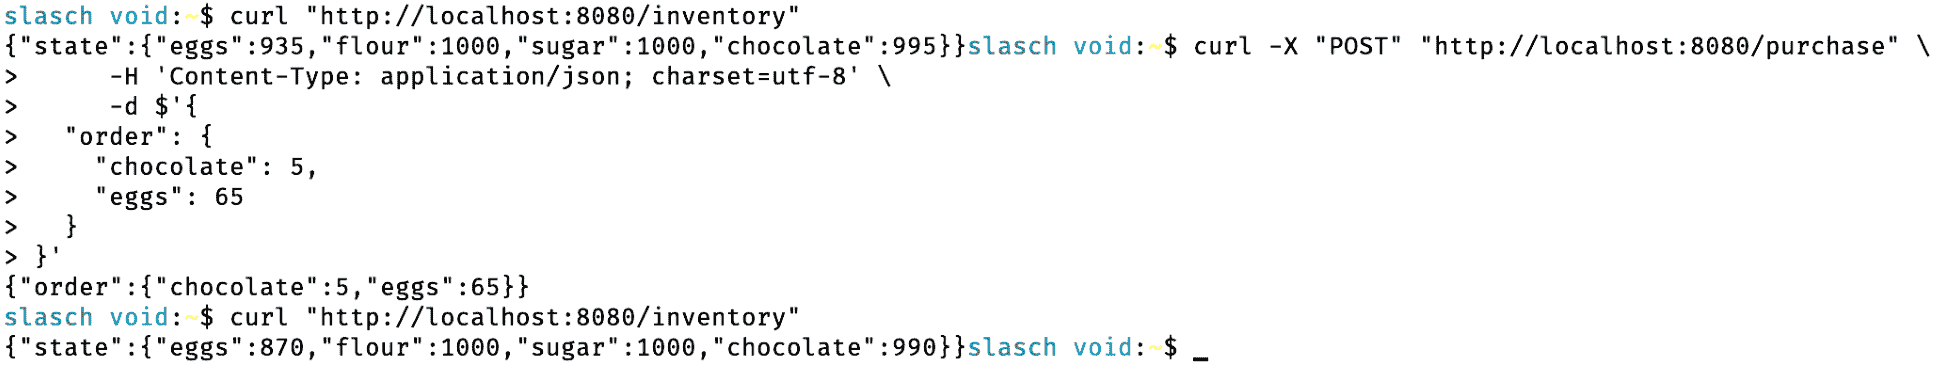 slasch void:~$ curl "http://localhost:8080/inventory"
{"state":{"eggs":935,"flour":1000,"sugar":1000,"chocolate":995}}slasch void:~$ curl -X "POST" "http://localhost:8080/purchase" \
>      -H 'Content-Type: application/json; charset=utf-8' \
>      -d $'{
>   "order": {
>     "chocolate": 5,
>     "eggs": 65
>   }
> }'
{"order":{"chocolate":5,"eggs":65}}
slasch void:~$ curl "http://localhost:8080/inventory"
{"state":{"eggs":870,"flour":1000,"sugar":1000,"chocolate":990}}slasch void:~$ _